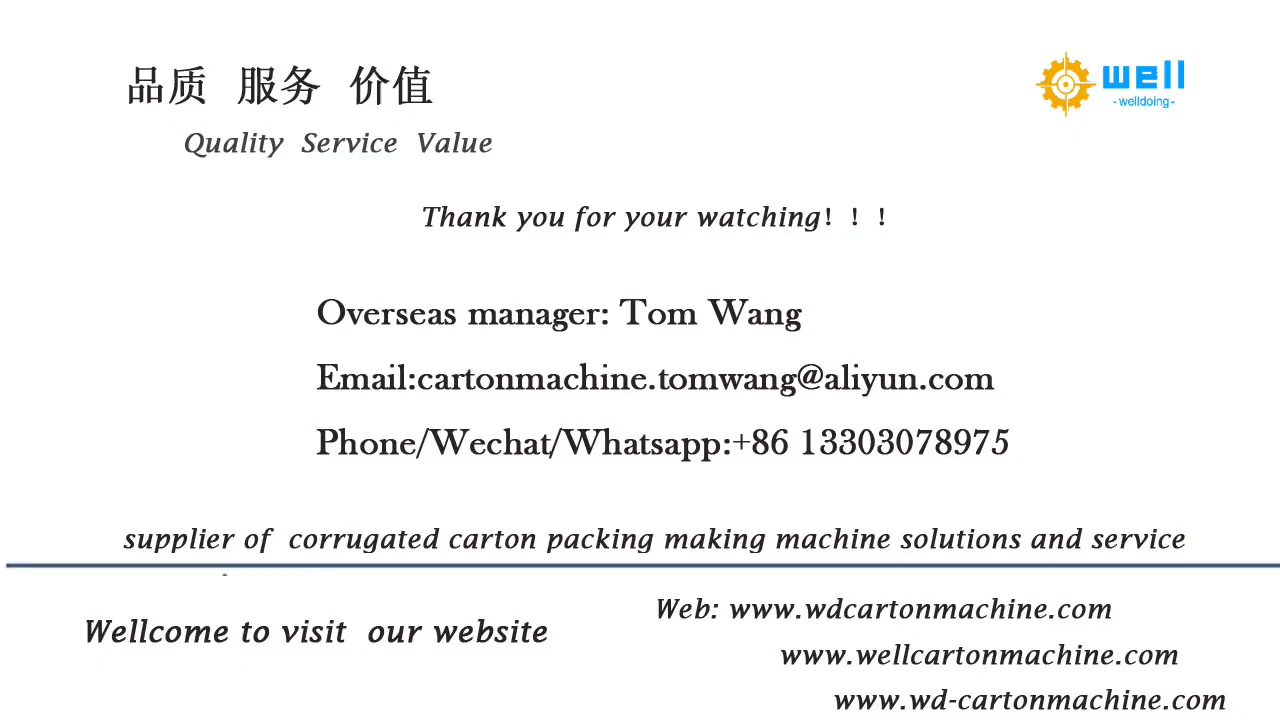 品质 服务 价值
well
-welldoing-
Quality Service Value
Thank you for your watching！！！
Overseas manager: Tom Wang
Email:cartonmachine.tomwang@aliyun.com
Phone/Wechat/Whatsapp:+86 13303078975
supplier of corrugated carton packing making machine solutions and service
Wellcome to visit our website
Web: www.wdcartonmachine.com
www.wellcartonmachine.com
www.wd-cartonmachine.com